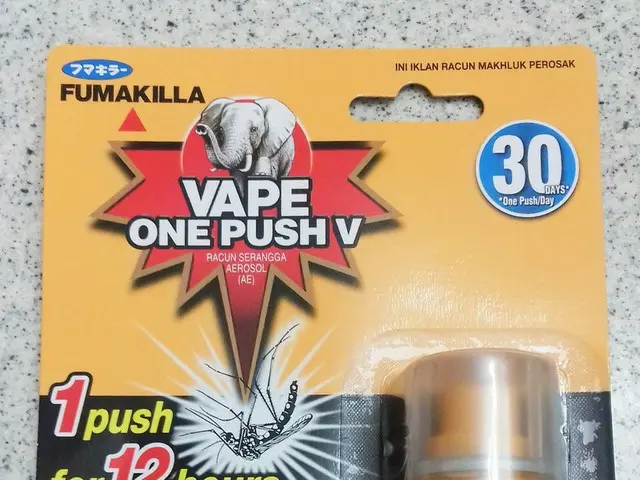 フマキラー
FUMAKILLA
INI IKLAN RACUN MAKHLUK PEROSAK
30
DAYS*
*One Push/Day
VAPE
ONE PUSH V
RACUN SERANGGA
AEROSOL
(AE)
1 push
for 12 hours